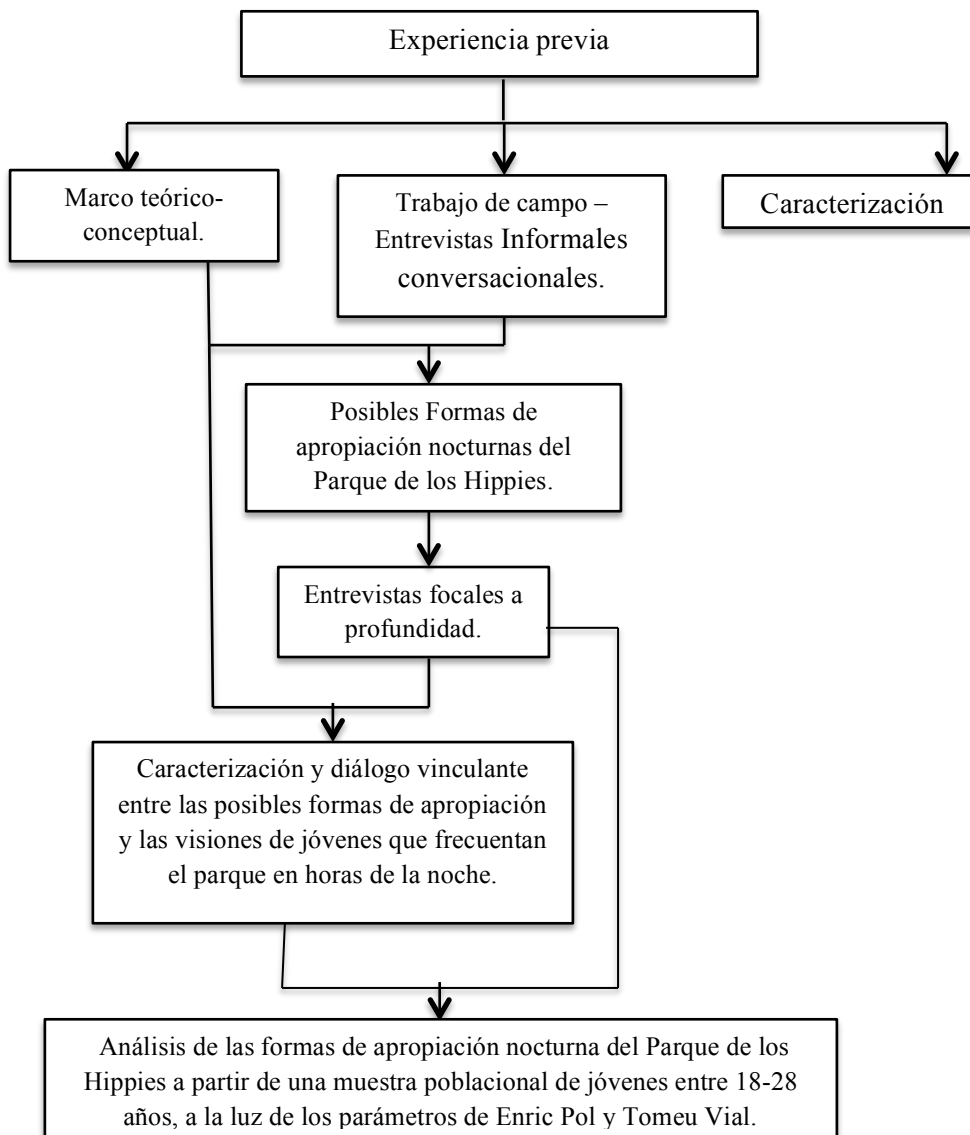 Experiencia previa
Marco teórico-
conceptual.
Trabajo de campo –
Entrevistas Informales
conversacionales.
Caracterización
Posibles Formas de
apropiación nocturnas del
Parque de los Hippies.
Entrevistas focales a
profundidad.
Caracterización y diálogo vinculante
entre las posibles formas de apropiación
y las visiones de jóvenes que frecuentan
el parque en horas de la noche.
Análisis de las formas de apropiación nocturna del Parque de los
Hippies a partir de una muestra poblacional de jóvenes entre 18-28
años, a la luz de los parámetros de Enric Pol y Tomeu Vial.